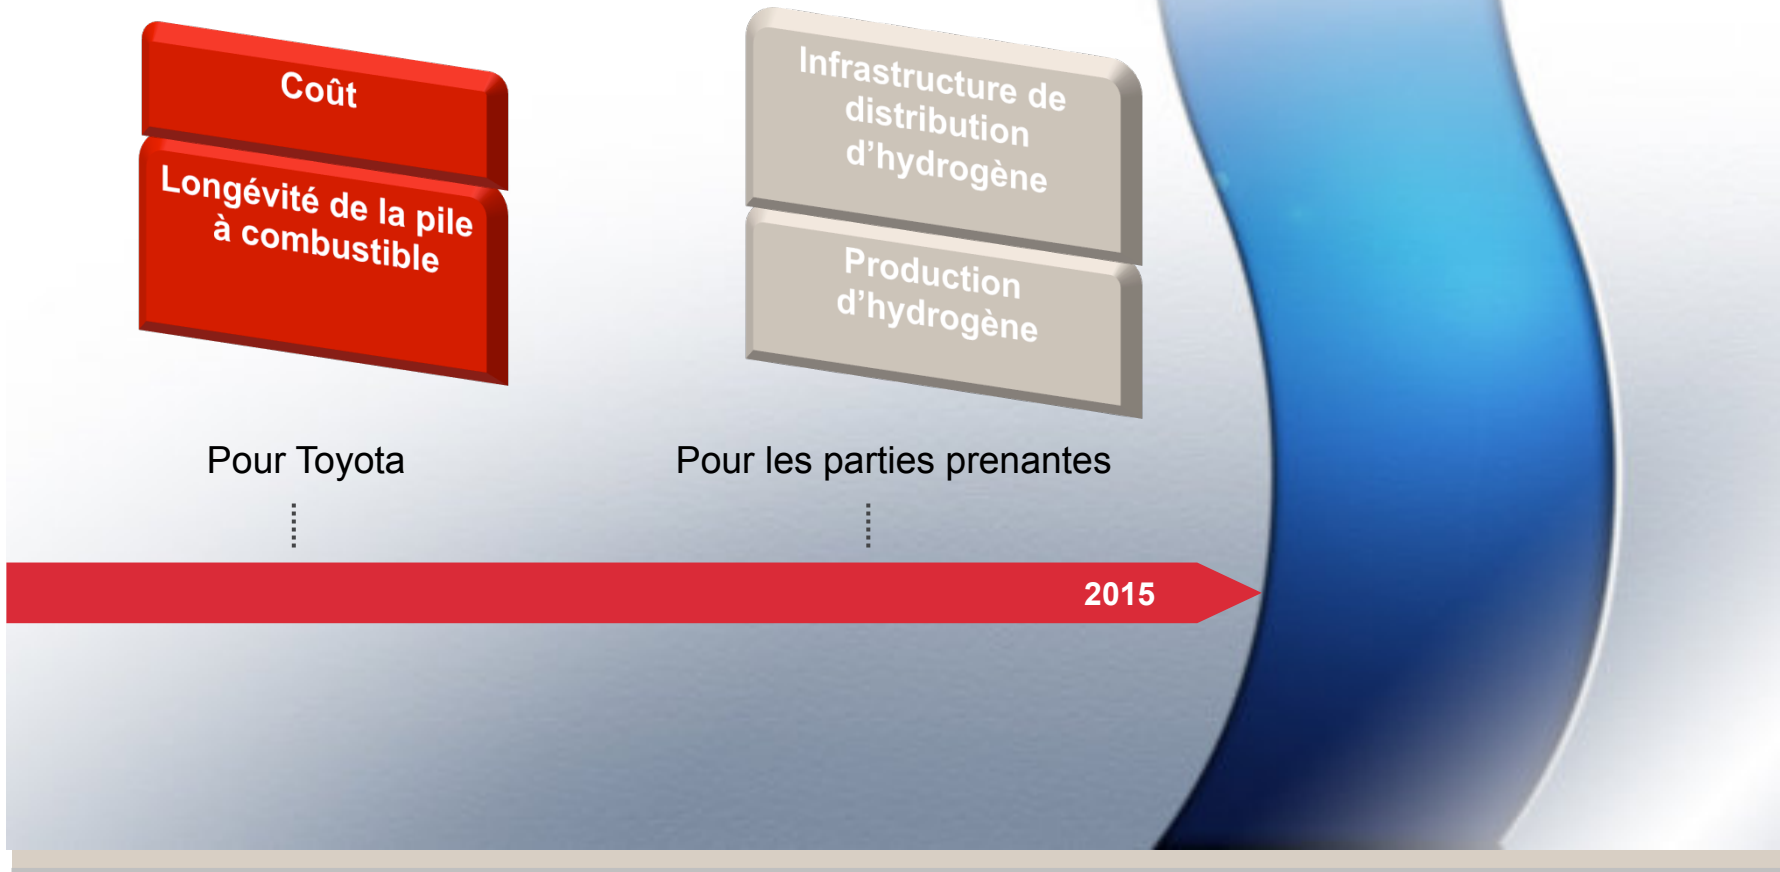 Coût
Longévité de la pile
à combustible
Pour Toyota
Infrastructure de
distribution
d’hydrogène
Production
d’hydrogène
Pour les parties prenantes
2015